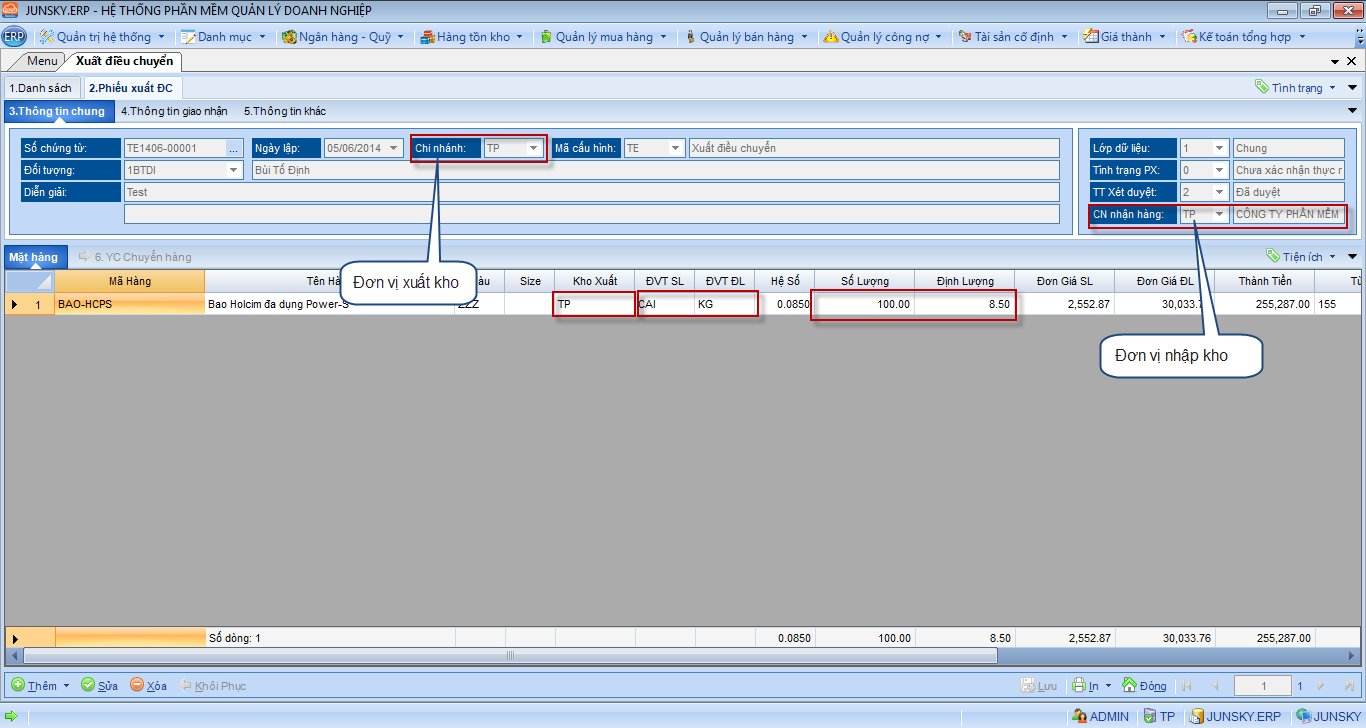 JUNSKY.ERP - HỆ THỐNG PHẦN MỀM QUẢN LÝ DOANH NGHIỆP
ERP Quản trị hệ thống Danh mục Ngân hàng - Quỹ Hàng tồn kho Quản lý mua hàng Quản lý bán hàng Quản lý công nợ Tài sản cố định Giá thành Kế toán tổng hợp
Menu Xuất điều chuyển
1.Danh sách 2.Phiếu xuất ĐC Tình trạng
3.Thông tin chung 4.Thông tin giao nhận 5.Thông tin khác
Số chứng từ: TE1406-00001 ... Ngày lập: 05/06/2014 Chi nhánh: TP Mã cấu hình: TE Xuất điều chuyển Lớp dữ liệu: 1 Chung
Đối tượng: 1BTDI Bùi Tố Định Tình trạng PX: 0 Chưa xác nhận thực
Diễn giải: Test TT Xét duyệt: 2 Đã duyệt
CN nhận hàng: TP CÔNG TY PHẦN MỀM
Mặt hàng 6. YC Chuyển hàng Tiện ích
Mã Hàng Tên Size Kho Xuất ĐVT SL ĐVT ĐL Hệ Số Số Lượng Định Lượng Đơn Giá SL Đơn Giá ĐL Thành Tiền
Đơn vị xuất kho
1 BAO-HCPS Bao Holcim đa dụng Power-S ZZZ TP CAI KG 0.0850 100.00 8.50 2,552.87 30,033.7 255,287.00 155
Đơn vị nhập kho
Số dòng: 1 0.0850 100.00 8.50 2,552.87 30,033.76 255,287.00
Thêm Sửa Xóa Khôi Phục Lưu In Đóng 1 1
ADMIN TP JUNSKY.ERP JUNSKY